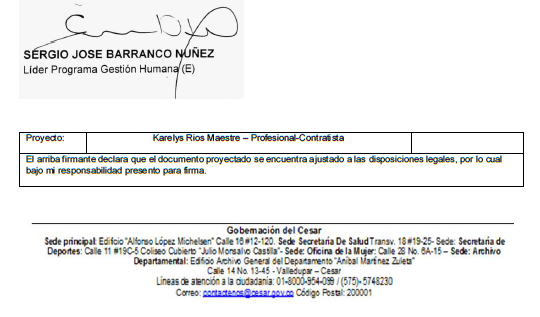 SERGIO JOSE BARRANCO NUÑEZ
Líder Programa Gestión Humana (E)
Proyecto: Karelys Rios Maestre – Profesional-Contratista
El arriba firmante declara que el documento proyectado se encuentra ajustado a las disposiciones legales, por lo cual
bajo mi responsabilidad presento para firma.
Gobernación del Cesar
Sede principal: Edificio "Alfonso López Michelsen" Calle 16 #12-120. Sede Secretaria De Salud Transv. 18 #19-25- Sede: Secretaria de
Deportes: Calle 11 #19C-5 Coliseo Cubierto "Julio Monsalvo Castilla"- Sede: Oficina de la Mujer: Calle 28 No. 6A-15 – Sede: Archivo
Departamental: Edificio Archivo General del Departamento "Aníbal Martínez Zuleta"
Calle 14 No. 13-45 - Valledupar – Cesar
Líneas de atención a la ciudadanía: 01-8000-954-099 / (575)- 5748230
Correo: contactenos@cesar.gov.co Código Postal: 200001